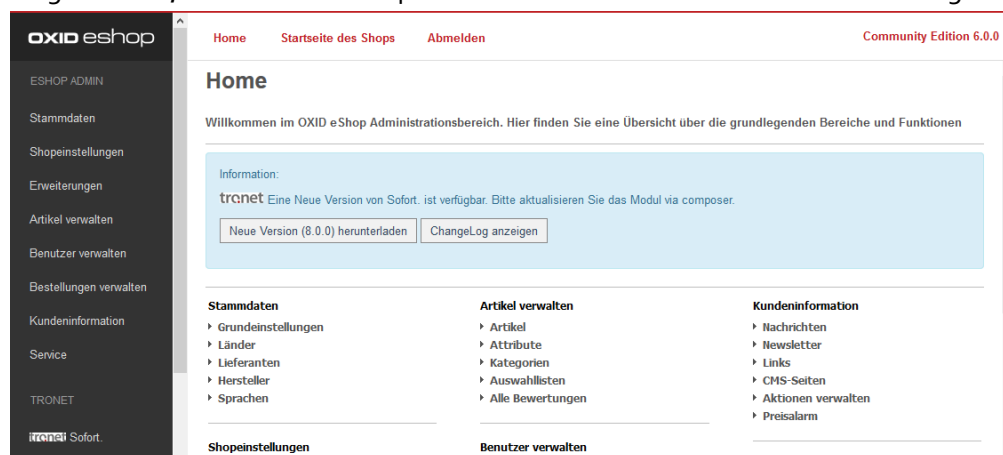 OXID eshop
Home Startseite des Shops Abmelden Community Edition 6.0.0
ESHOP ADMIN
Stammdaten
Shopeinstellungen
Erweiterungen
Artikel verwalten
Benutzer verwalten
Bestellungen verwalten
Kundeninformation
Service
TRONET
tronet Sofort.
Home
Willkommen im OXID eShop Administrationsbereich. Hier finden Sie eine Übersicht über die grundlegenden Bereiche und Funktionen
Information:
tronet Eine Neue Version von Sofort. ist verfügbar. Bitte aktualisieren Sie das Modul via composer.
Neue Version (8.0.0) herunterladen ChangeLog anzeigen
Stammdaten
Grundeinstellungen
Länder
Lieferanten
Hersteller
Sprachen
Shopeinstellungen
Artikel verwalten
Artikel
Attribute
Kategorien
Auswahllisten
Alle Bewertungen
Benutzer verwalten
Kundeninformation
Nachrichten
Newsletter
Links
CMS-Seiten
Aktionen verwalten
Preisalarm